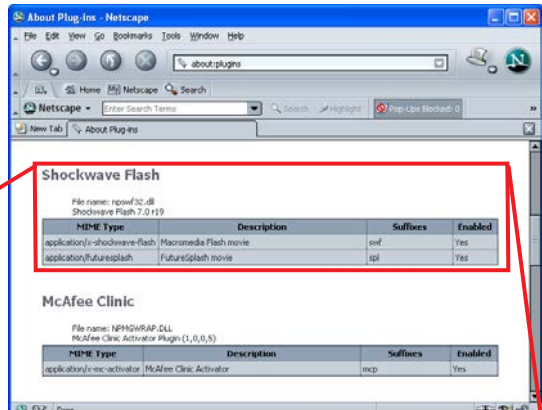 About Plug-ins - Netscape
File Edit View Go Bookmarks Tools Window Help
about:plugins
Home My Netscape Search
Netscape Enter Search Terms Search Highlight Pop-Ups Blocked: 0
New Tab About Plug-ins
Shockwave Flash
File name: npswf32.dll
Shockwave Flash 7.0 r19
MIME Type Description Suffixes Enabled
application/x-shockwave-flash Macromedia Flash movie swf Yes
application/futuresplash FutureSplash movie spl Yes
McAfee Clinic
File name: NPMGWRAP.DLL
McAfee Clinic Activator Plugin (1,0,0,5)
MIME Type Description Suffixes Enabled
application/x-mc-activator McAfee Clinic Activator mcp Yes